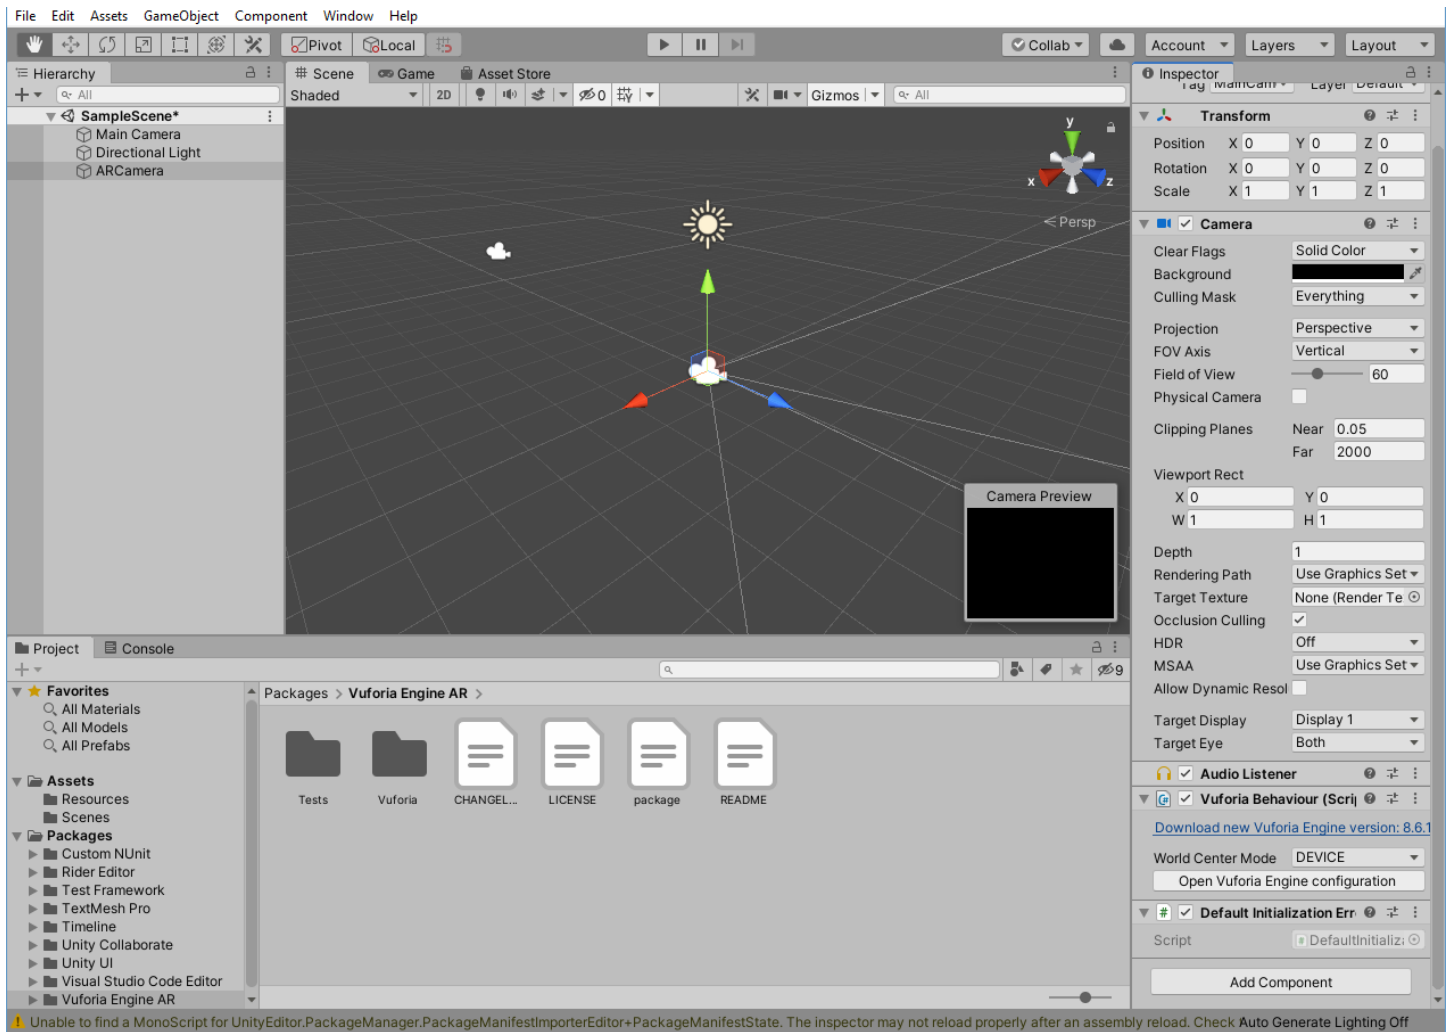 File Edit Assets GameObject Component Window Help
Pivot Local Collab Account Layers Layout
Hierarchy
All
SampleScene*
Main Camera
Directional Light
ARCamera
Scene Game Asset Store
Shaded 2D 0 Gizmos All
y
x z
Persp
Camera Preview
Inspector
Tag MainCam Layer Default
Transform
Position X 0 Y 0 Z 0
Rotation X 0 Y 0 Z 0
Scale X 1 Y 1 Z 1
Camera
Clear Flags Solid Color
Background
Culling Mask Everything
Projection Perspective
FOV Axis Vertical
Field of View 60
Physical Camera
Clipping Planes Near 0.05
Far 2000
Viewport Rect
X 0 Y 0
W 1 H 1
Depth 1
Rendering Path Use Graphics Set
Target Texture None (Render Te
Occlusion Culling
HDR Off
MSAA Use Graphics Set
Allow Dynamic Resol
Target Display Display 1
Target Eye Both
Audio Listener
Vuforia Behaviour (Scrip
Download new Vuforia Engine version: 8.6.1
World Center Mode DEVICE
Open Vuforia Engine configuration
Default Initialization Err
Script DefaultInitializ
Add Component
Project Console
9
Favorites
All Materials
All Models
All Prefabs
Assets
Resources
Scenes
Packages
Custom NUnit
Rider Editor
Test Framework
TextMesh Pro
Timeline
Unity Collaborate
Unity UI
Visual Studio Code Editor
Vuforia Engine AR
Packages > Vuforia Engine AR >
Tests Vuforia CHANGEL... LICENSE package README
Unable to find a MonoScript for UnityEditor.PackageManager.PackageManifestImporterEditor+PackageManifestState. The inspector may not reload properly after an assembly reload. Check Auto Generate Lighting Off